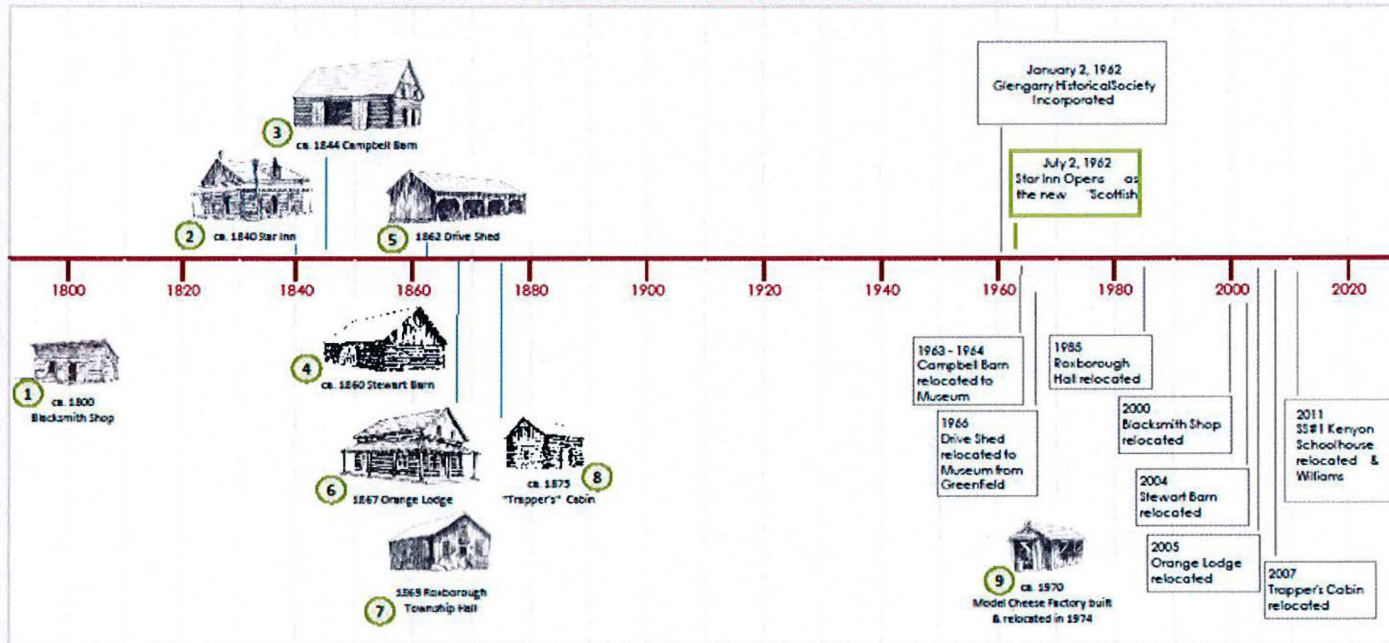 3
ca. 1844 Campbell Barn
2
ca. 1840 Star Inn
5
1862 Drive Shed
January 2, 1962
Glengarry HistoricalSociety
Incorporated
July 2, 1962
Star Inn Opens as
the new "Scottish
1800
1820
1840
1860
1880
1900
1920
1940
1960
1980
2000
2020
1
ca. 1800
Blacksmith Shop
4
ca. 1860 Stewart Barn
6
1867 Orange Lodge
8
ca. 1875
"Trapper's" Cabin
7
1869 Roxborough
Township Hall
1963 - 1964
Campbell Barn
relocated to
Museum
1966
Drive Shed
relocated to
Museum from
Greenfield
9
ca. 1970
Model Cheese Factory built
& relocated in 1974
1985
Roxborough
Hall relocated
2000
Blacksmith Shop
relocated
2004
Stewart Barn
relocated
2005
Orange Lodge
relocated
2007
Trapper's Cabin
relocated
2011
SS#1 Kenyon
Schoolhouse
relocated &
Williams